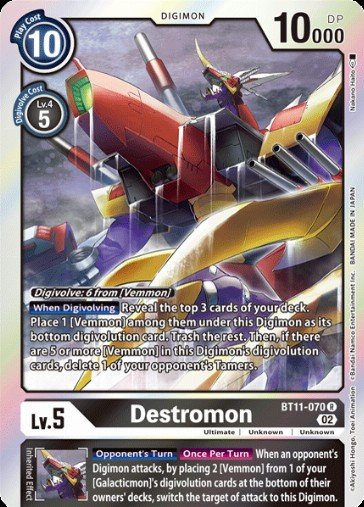 Play Cost
10
DIGIMON
DP
10000
Digivolve Cost
Lv.4
5
Nakano Haito
Digivolve: 6 from [Vemmon]
When Digivolving Reveal the top 3 cards of your deck.
Place 1 [Vemmon] among them under this Digimon as its
bottom digivolution card. Trash the rest. Then, if there
are 5 or more [Vemmon] in this Digimon's digivolution
cards, delete 1 of your opponent's Tamers.
©Akiyoshi Hongo, Toei Animation ©Bandai Namco Entertainment Inc. BANDAI MADE IN JAPAN
Lv.5
Destromon
BT11-070 R
02
Ultimate | Unknown | Unknown
Inherited Effect
Opponent's Turn Once Per Turn When an opponent's
Digimon attacks, by placing 2 [Vemmon] from 1 of your
[Galacticmon]'s digivolution cards at the bottom of their
owners' decks, switch the target of attack to this Digimon.